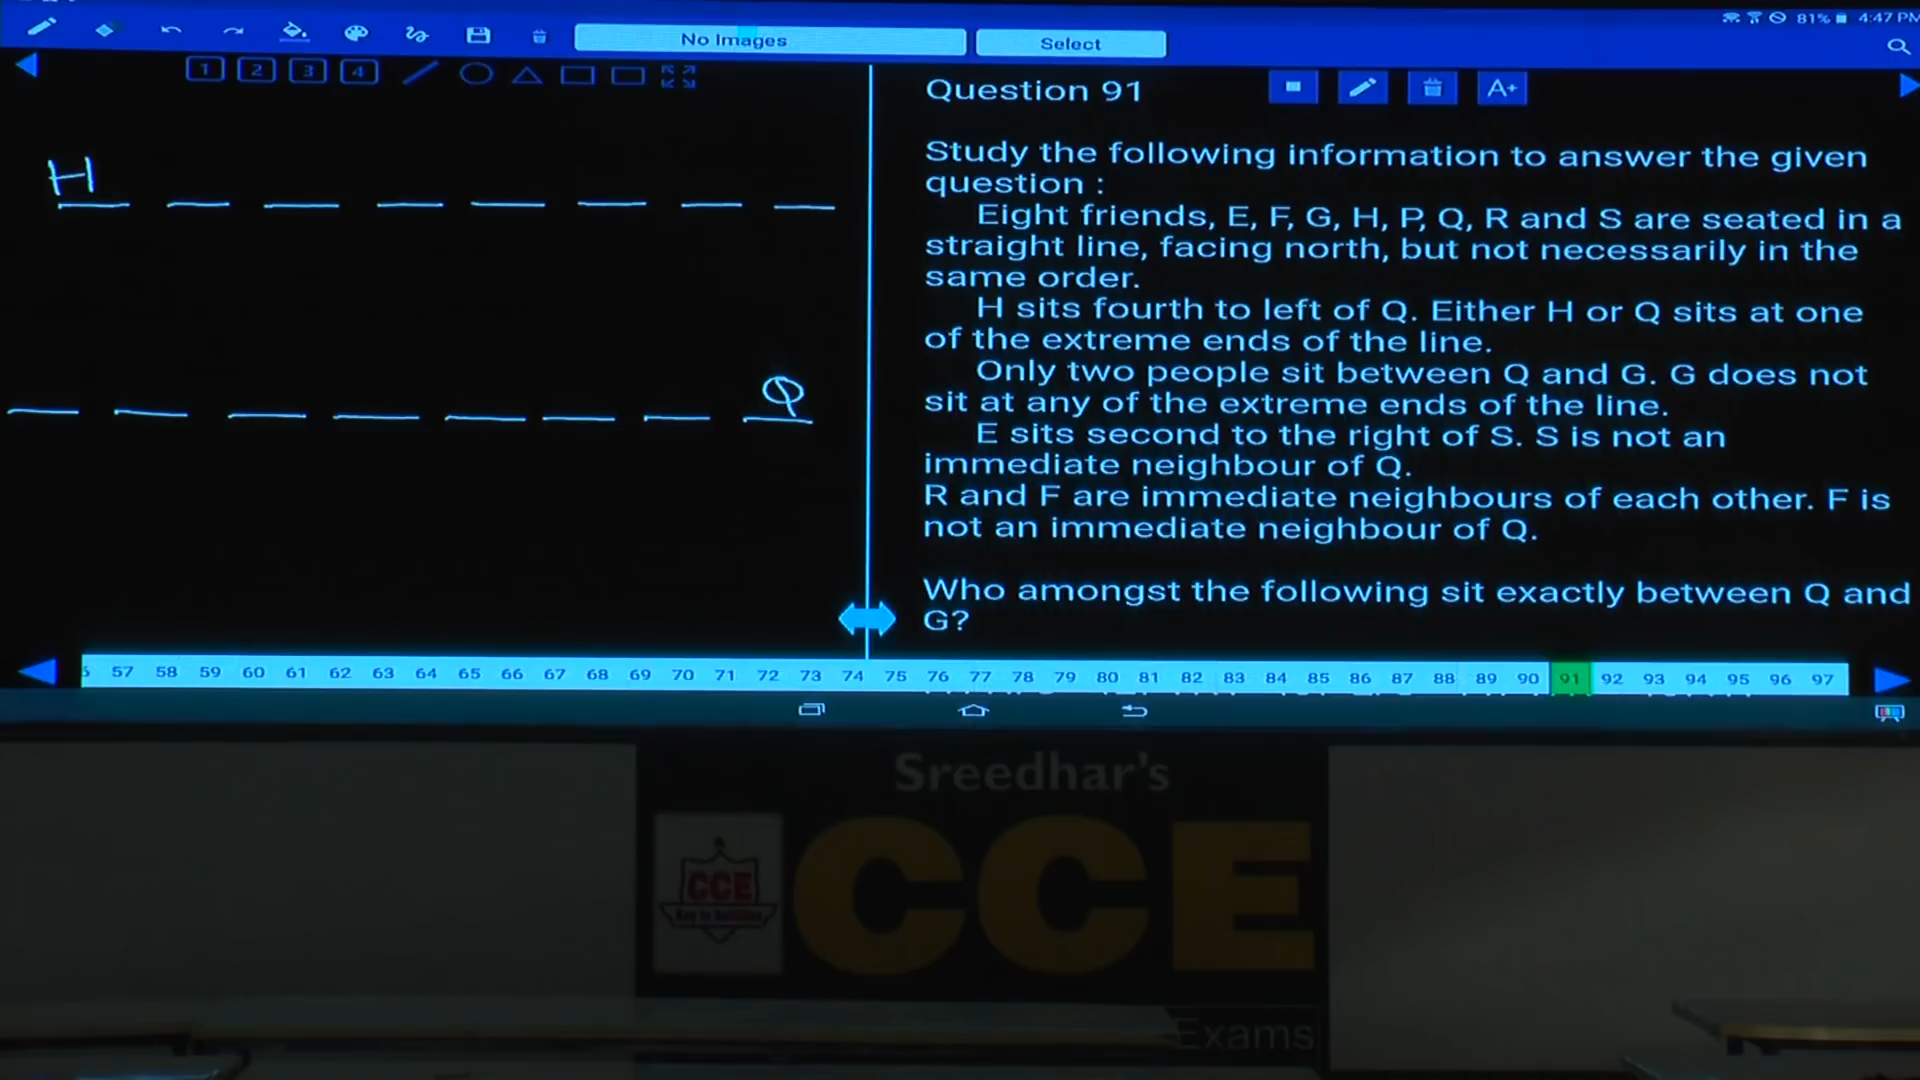 81% 4:47 PM
No Images
Select
1 2 3 4
Question 91
A+
H
Study the following information to answer the given
question :
Eight friends, E, F, G, H, P, Q, R and S are seated in a
straight line, facing north, but not necessarily in the
same order.
H sits fourth to left of Q. Either H or Q sits at one
of the extreme ends of the line.
Only two people sit between Q and G. G does not
sit at any of the extreme ends of the line.
Q
E sits second to the right of S. S is not an
immediate neighbour of Q.
R and F are immediate neighbours of each other. F is
not an immediate neighbour of Q.
Who amongst the following sit exactly between Q and
G?
57 58 59 60 61 62 63 64 65 66 67 68 69 70 71 72 73 74 75 76 77 78 79 80 81 82 83 84 85 86 87 88 89 90 91 92 93 94 95 96 97
Sreedhar's
CCE
CCE
Exams